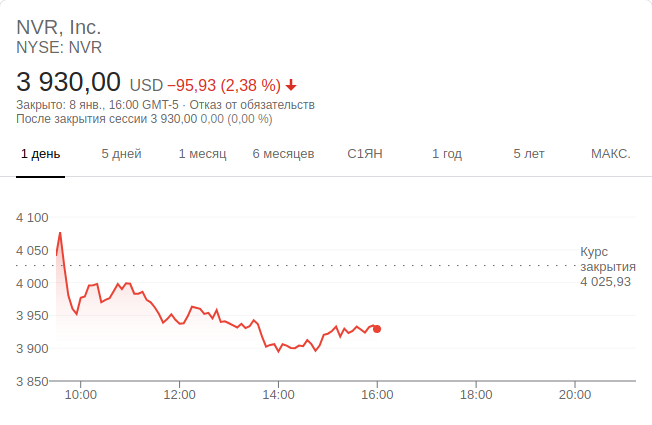 NVR, Inc.
NYSE: NVR
3 930,00 USD −95,93 (2,38 %)
Закрыто: 8 янв., 16:00 GMT-5 · Отказ от обязательств
После закрытия сессии 3 930,00 0,00 (0,00 %)
1 день 5 дней 1 месяц 6 месяцев С1ЯН 1 год 5 лет МАКС.
4 100
4 050
4 000
3 950
3 900
3 850
Курс
закрытия
4 025,93
10:00 12:00 14:00 16:00 18:00 20:00